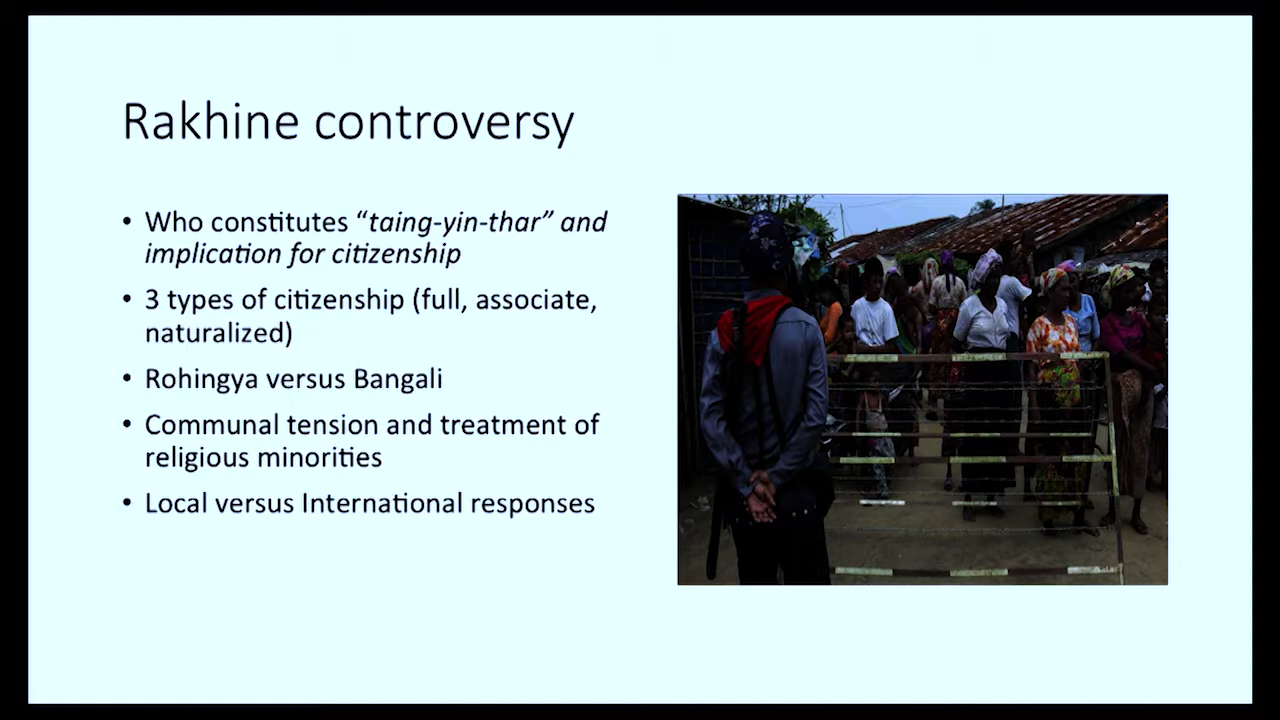 Rakhine controversy
• Who constitutes “taing-yin-thar” and
implication for citizenship
• 3 types of citizenship (full, associate,
naturalized)
• Rohingya versus Bangali
• Communal tension and treatment of
religious minorities
• Local versus International responses